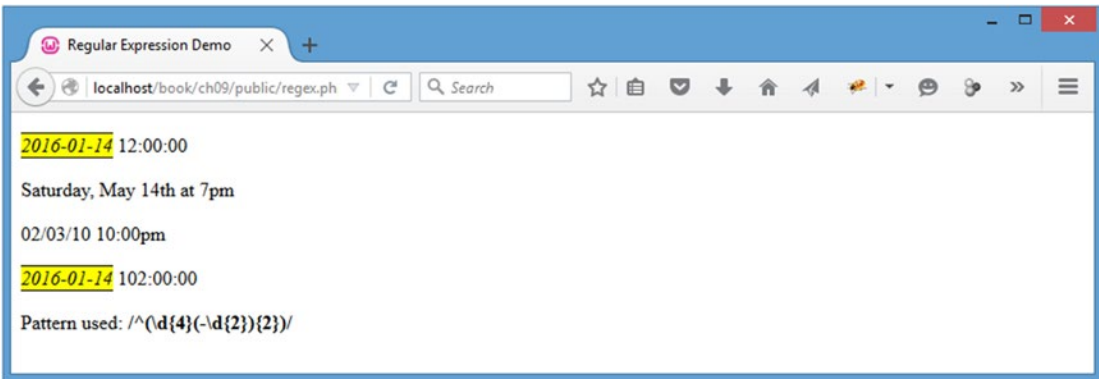 Regular Expression Demo
localhost/book/ch09/public/regex.ph
Search
2016-01-14 12:00:00
Saturday, May 14th at 7pm
02/03/10 10:00pm
2016-01-14 102:00:00
Pattern used: /^(\d{4}(-\d{2}){2})/